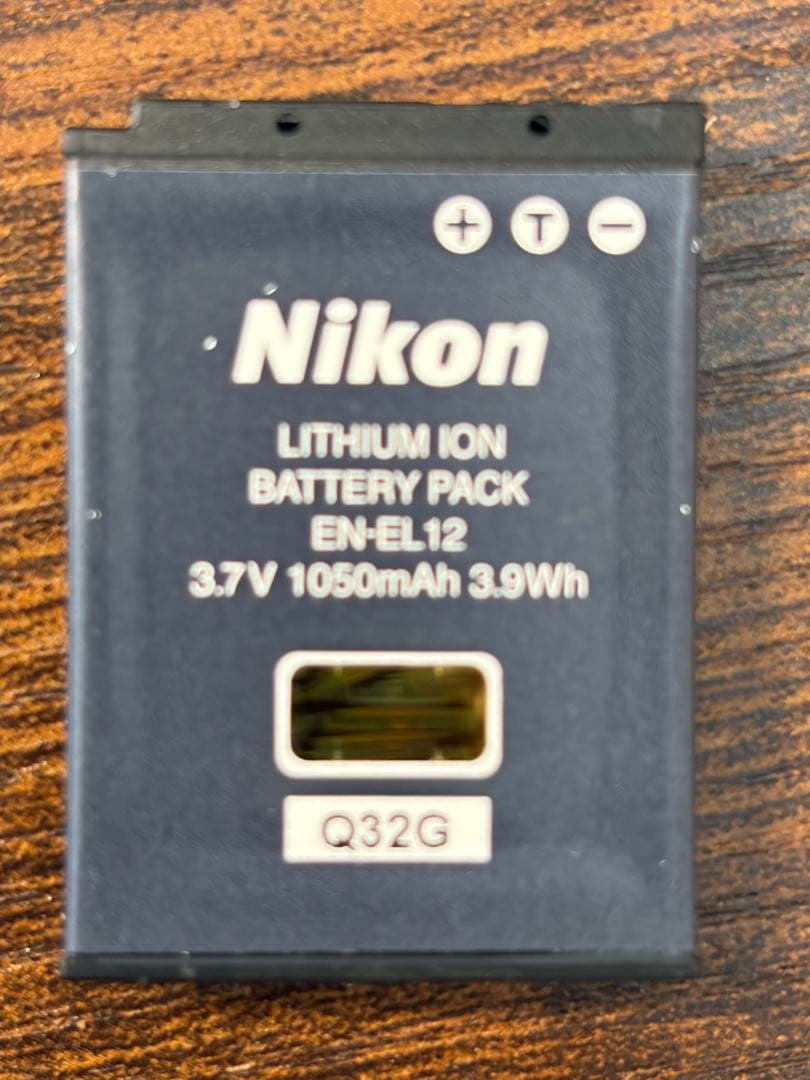 + T −
Nikon
LITHIUM ION
BATTERY PACK
EN-EL12
3.7V 1050mAh 3.9Wh
Q32G